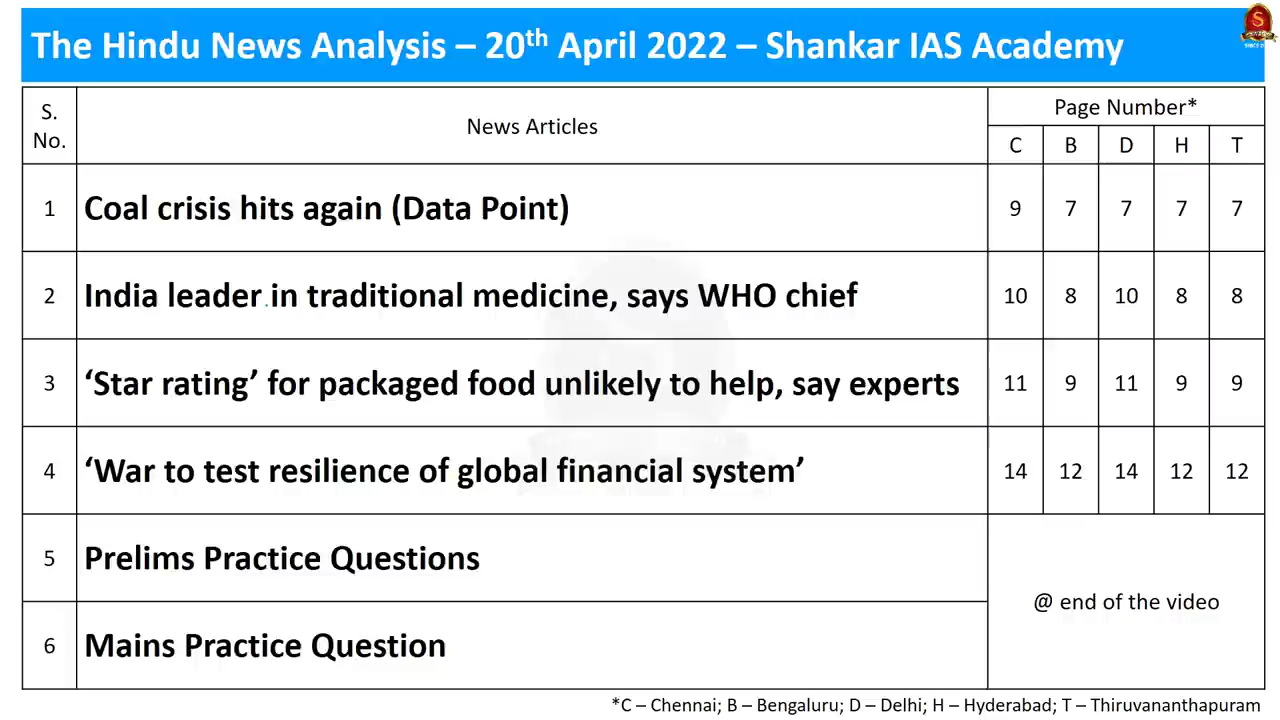 The Hindu News Analysis – 20th April 2022 – Shankar IAS Academy
S. No. News Articles Page Number*
C B D H T
1 Coal crisis hits again (Data Point) 9 7 7 7 7
2 India leader in traditional medicine, says WHO chief 10 8 10 8 8
3 ‘Star rating’ for packaged food unlikely to help, say experts 11 9 11 9 9
4 ‘War to test resilience of global financial system’ 14 12 14 12 12
5 Prelims Practice Questions
@ end of the video
6 Mains Practice Question
*C – Chennai; B – Bengaluru; D – Delhi; H – Hyderabad; T – Thiruvananthapuram